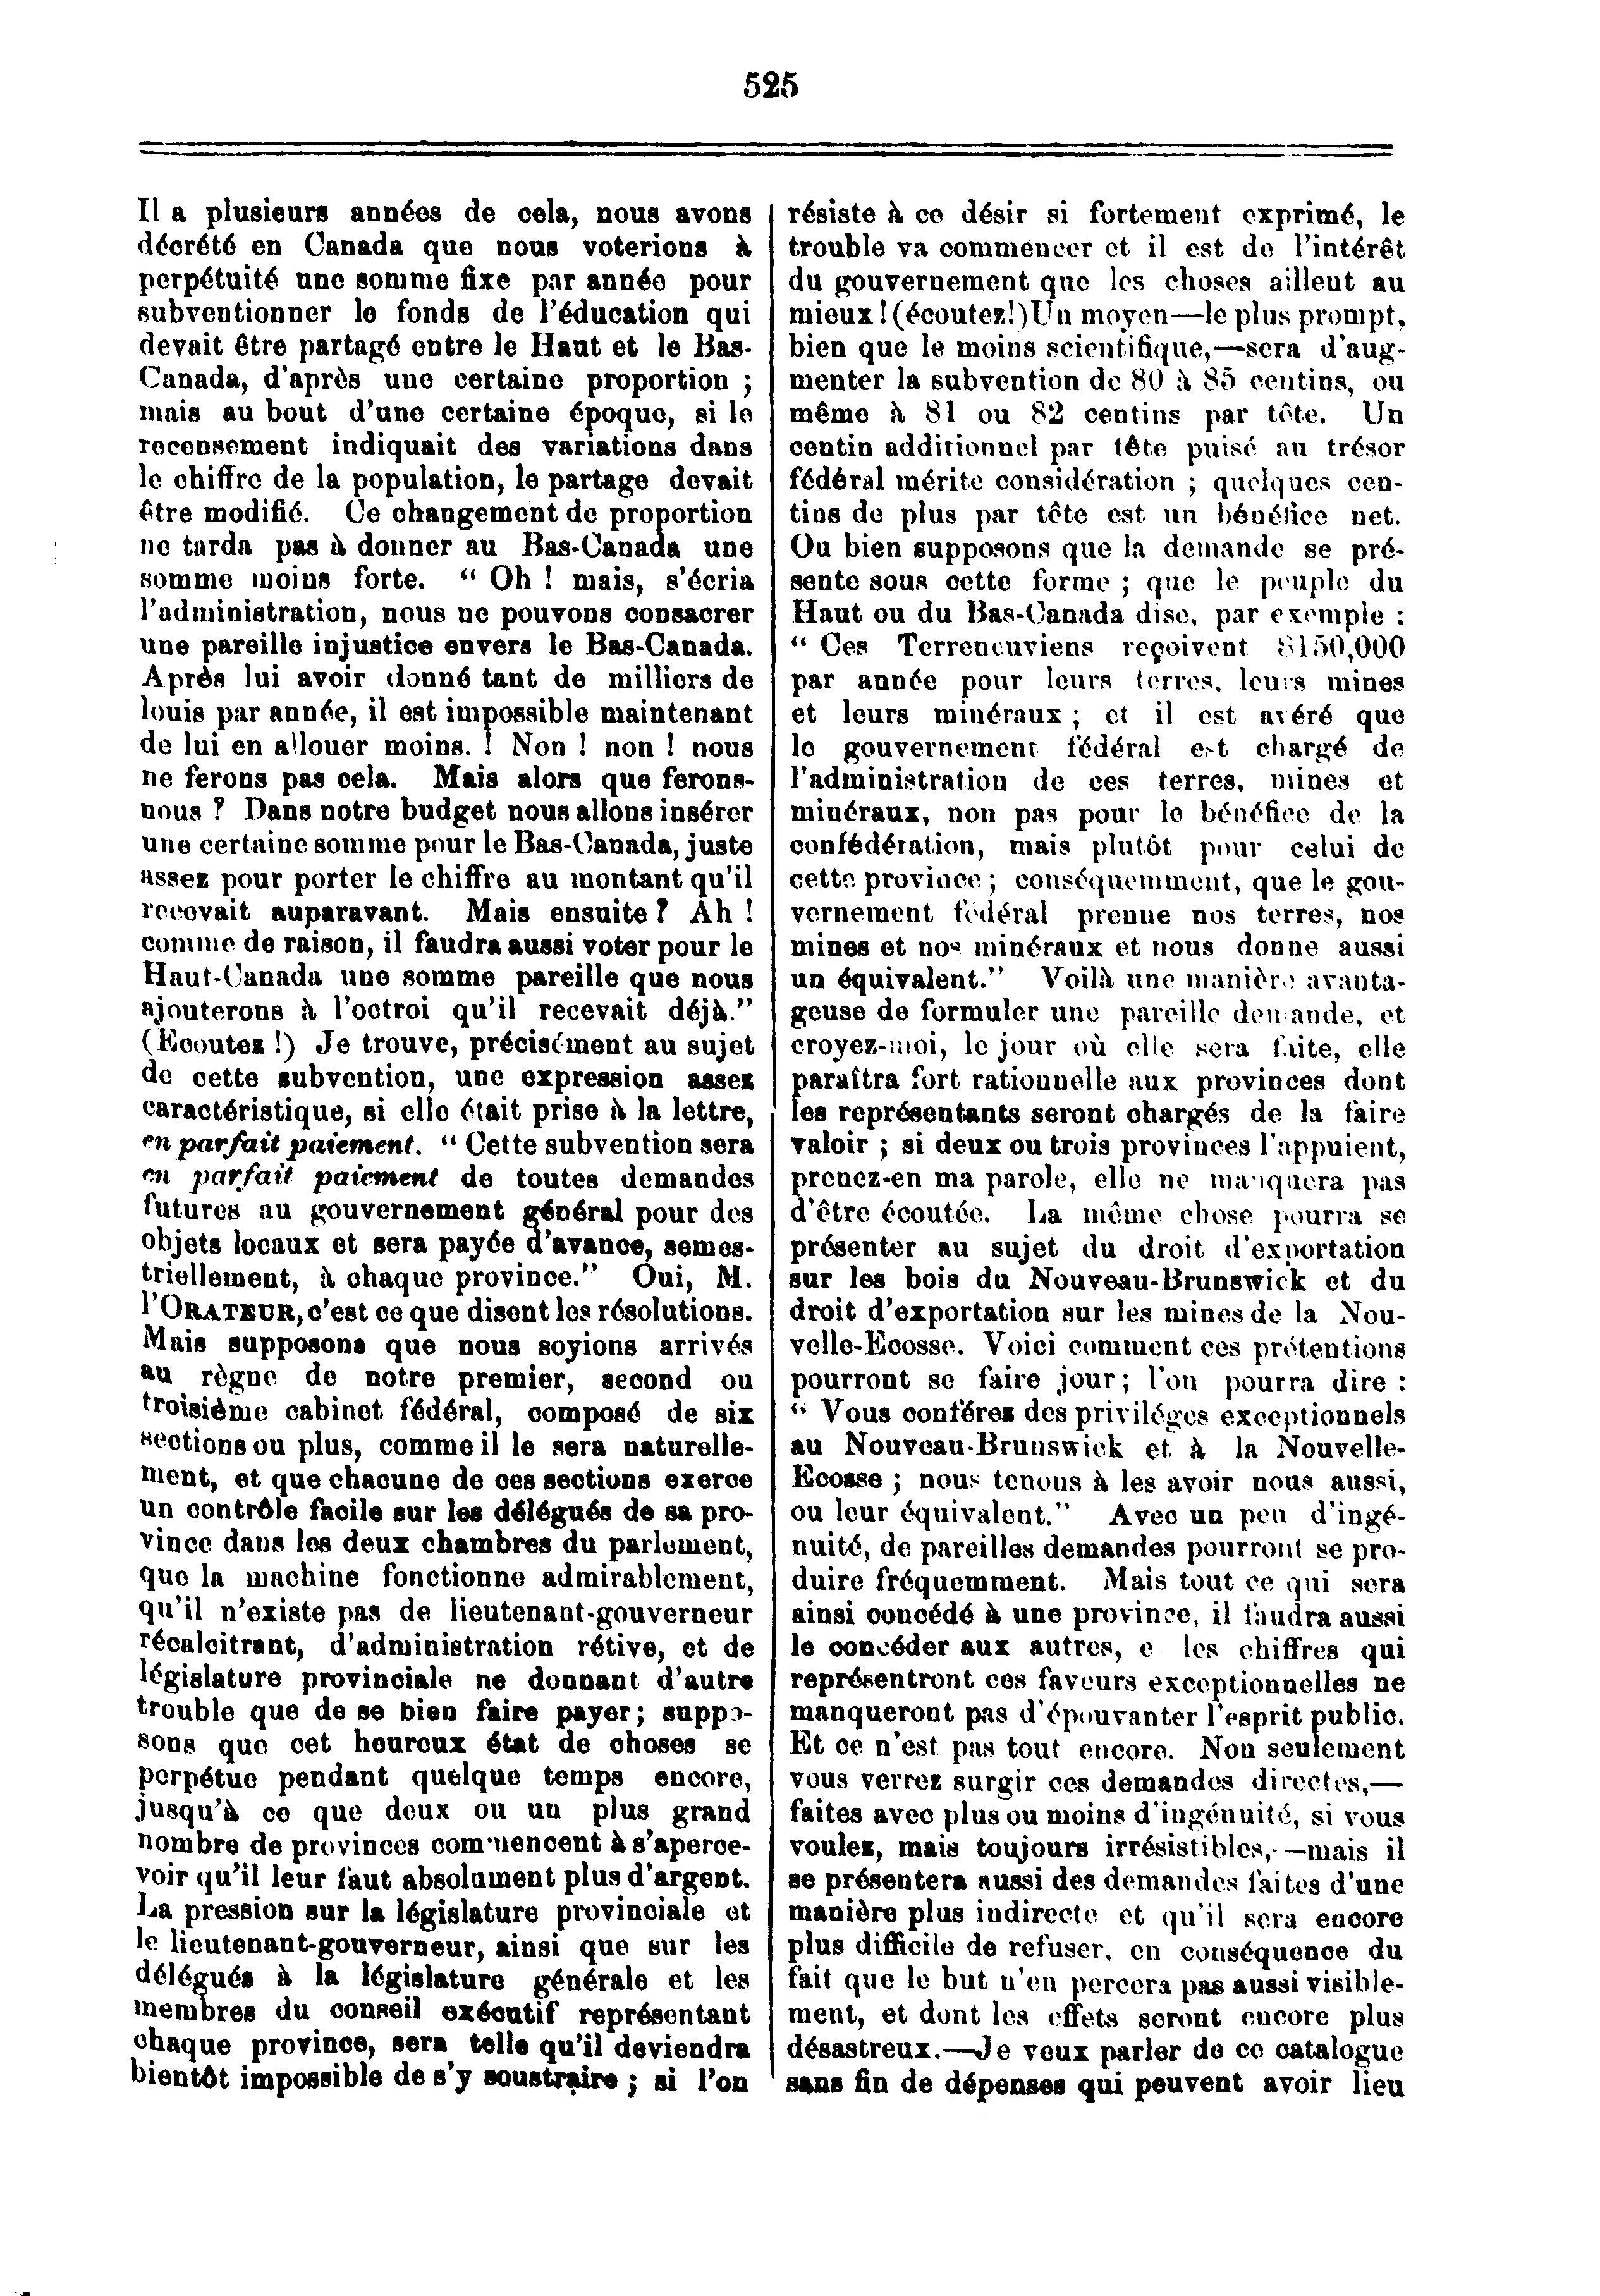 525
Il a plusieurs années de cela, nous avons
décrété en Canada que nous voterions à
perpétuité une somme fixe par année pour
subventionner le fonds de l'éducation qui
devait être partagé entre le Haut et le Bas-
Canada, d'après une certaine proportion ;
mais au bout d'une certaine époque, si le
recensement indiquait des variations dans
le chiffre de la population, le partage devait
être modifié. Ce changement de proportion
ne tarda pas à donner au Bas-Canada une
somme moins forte. “ Oh ! mais, s'écria
l'administration, nous ne pouvons consacrer
une pareille injustice envers le Bas-Canada.
Après lui avoir donné tant de milliers de
louis par année, il est impossible maintenant
de lui en allouer moins. ! Non ! non ! nous
ne ferons pas cela. Mais alors que ferons-
nous ? Dans notre budget nous allons insérer
une certaine somme pour le Bas-Canada, juste
assez pour porter le chiffre au montant qu'il
recevait auparavant. Mais ensuite ? Ah !
comme de raison, il faudra aussi voter pour le
Haut-Canada une somme pareille que nous
ajouterons à l'octroi qu'il recevait déjà.”
(Ecoutez !) Je trouve, précisément au sujet
de cette subvention, une expression assez
caractéristique, si elle était prise à la lettre,
en parfait paiement. “ Cette subvention sera
en parfait paiement de toutes demandes
futures au gouvernement général pour des
objets locaux et sera payée d'avance, semes-
triellement, à chaque province.” Oui, M.
l'ORATEUR, c'est ce que disent les résolutions.
Mais supposons que nous soyions arrivés
au règne de notre premier, second ou
troisième cabinet fédéral, composé de six
sections ou plus, comme il le sera naturelle-
ment, et que chacune de ces sections exerce
un contrôle facile sur les délégués de sa pro-
vince dans les deux chambres du parlement,
que la machine fonctionne admirablement,
qu'il n'existe pas de lieutenant-gouverneur
récalcitrant, d'administration rétive, et de
législature provinciale ne donnant d'autre
trouble que de se bien faire payer ; suppo-
sons que cet heureux état de choses se
perpétue pendant quelque temps encore,
jusqu'à ce que deux ou un plus grand
nombre de provinces commencent à s'aperce-
voir qu'il leur faut absolument plus d'argent.
La pression sur la législature provinciale et
le lieutenant-gouverneur, ainsi que sur les
délégués à la législature générale et les
membres du conseil exécutif représentant
chaque province, sera telle qu'il deviendra
bientôt impossible de s'y soustraire ; si l'on
résiste à ce désir si fortement exprimé, le
trouble va commencer et il est de l'intérêt
du gouvernement que les choses aillent au
mieux ! (écoutez!) Un moyen—le plus prompt,
bien que le moins scientifique,—sera d'aug-
menter la subvention de 80 à 85 centins, ou
même à 81 ou 82 centins par tête. Un
centin additionnel par tête puisé au trésor
fédéral mérite considération ; quelques cen-
tins de plus par tête est un bénéfice net.
Ou bien supposons que la demande se pré-
sente sous cette forme ; que le peuple du
Haut ou du Bas-Canada dise, par exemple :
“ Ces Terreneuviens reçoivent $150,000
par année pour leurs terres, leurs mines
et leurs minéraux ; et il est avéré que
le gouvernement fédéral est chargé de
l'administration de ces terres, mines et
minéraux, non pas pour le bénéfice de la
confédération, mais plutôt pour celui de
cette province ; conséquemment, que le gou-
vernement fédéral prenne nos terres, nos
mines et nos minéraux et nous donne aussi
un équivalent.” Voilà une manière avanta-
geuse de formuler une pareille demande, et
croyez-moi, le jour où elle sera faite, elle
paraîtra fort rationnelle aux provinces dont
les représentants seront chargés de la faire
valoir ; si deux ou trois provinces l'appuient,
prenez-en ma parole, elle ne manquera pas
d'être écoutée. La même chose pourra se
présenter au sujet du droit d'exportation
sur les bois du Nouveau-Brunswick et du
droit d'exportation sur les mines de la Nou-
velle-Ecosse. Voici comment ces prétentions
pourront se faire jour ; l'on pourra dire :
“ Vous conférez des priviléges exceptionnels
au Nouveau-Brunswick et à la Nouvelle-
Ecosse ; nous tenons à les avoir nous aussi,
ou leur équivalent.” Avec un peu d'ingé-
nuité, de pareilles demandes pourront se pro-
duire fréquemment. Mais tout ce qui sera
ainsi concédé à une province, il faudra aussi
le concéder aux autres, e les chiffres qui
représentront ces faveurs exceptionnelles ne
manqueront pas d'épouvanter l'esprit public.
Et ce n'est pas tout encore. Non seulement
vous verrez surgir ces demandes directes,—
faites avec plus ou moins d'ingénuité, si vous
voulez, mais toujours irrésistibles,—mais il
se présentera aussi des demandes faites d'une
manière plus indirecte et qu'il sera encore
plus difficile de refuser, en conséquence du
fait que le but n'en percera pas aussi visible-
ment, et dont les effets seront encore plus
désastreux.—Je veux parler de ce catalogue
sans fin de dépenses qui peuvent avoir lieu